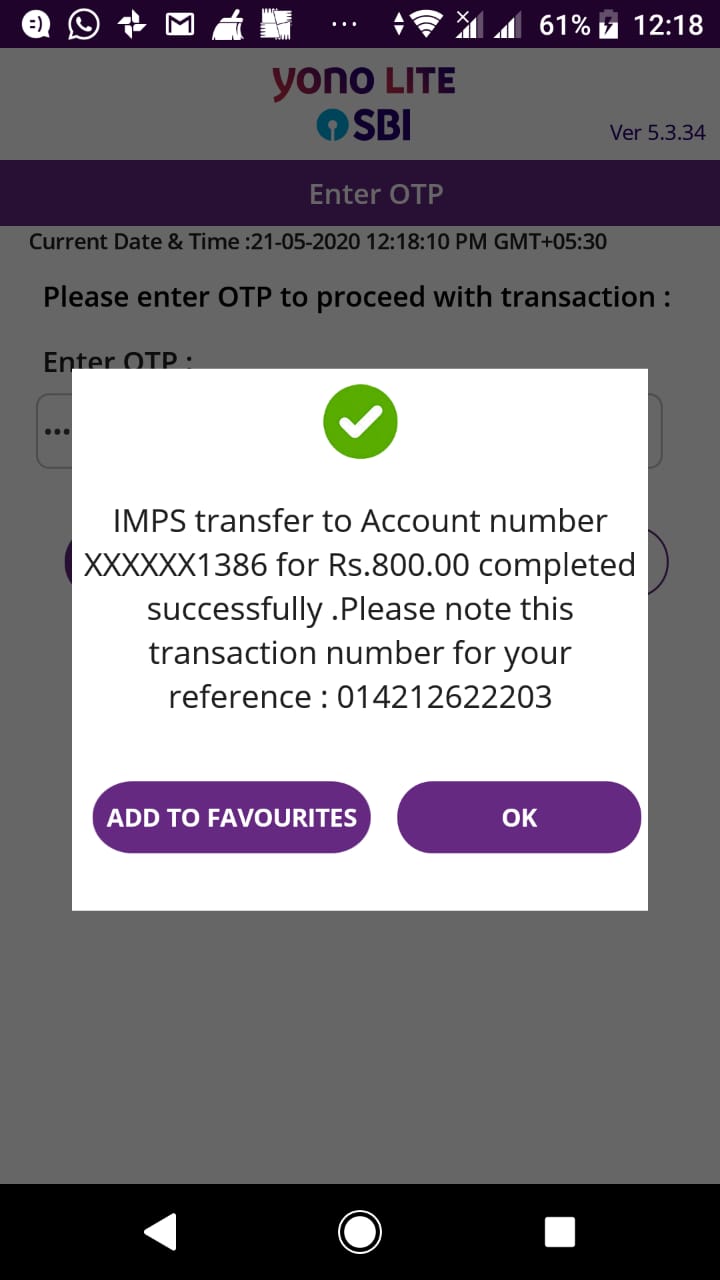 61% 12:18
yono LITE
SBI
Ver 5.3.34
Enter OTP
Current Date & Time :21-05-2020 12:18:10 PM GMT+05:30
Please enter OTP to proceed with transaction :
Enter OTP :
IMPS transfer to Account number
XXXXXX1386 for Rs.800.00 completed
successfully .Please note this
transaction number for your
reference : 014212622203
ADD TO FAVOURITES OK